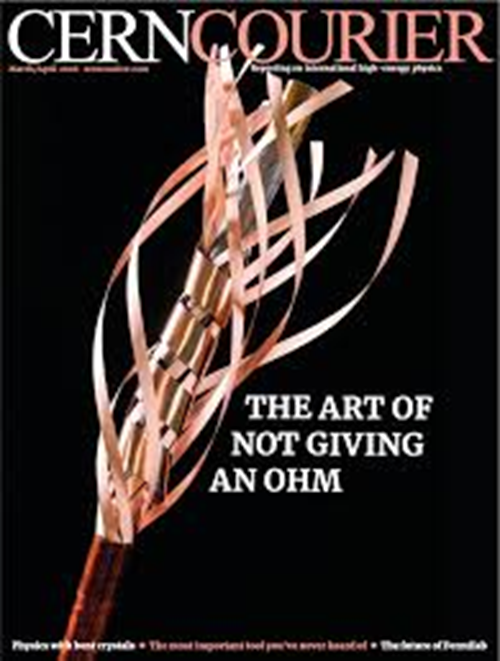 CERNCOURIER
Reporting on international high-energy physics
THE ART OF
NOT GIVING
AN OHM
Physics with bent crystals • The most important tool you've never heard of • The future of Fermilab